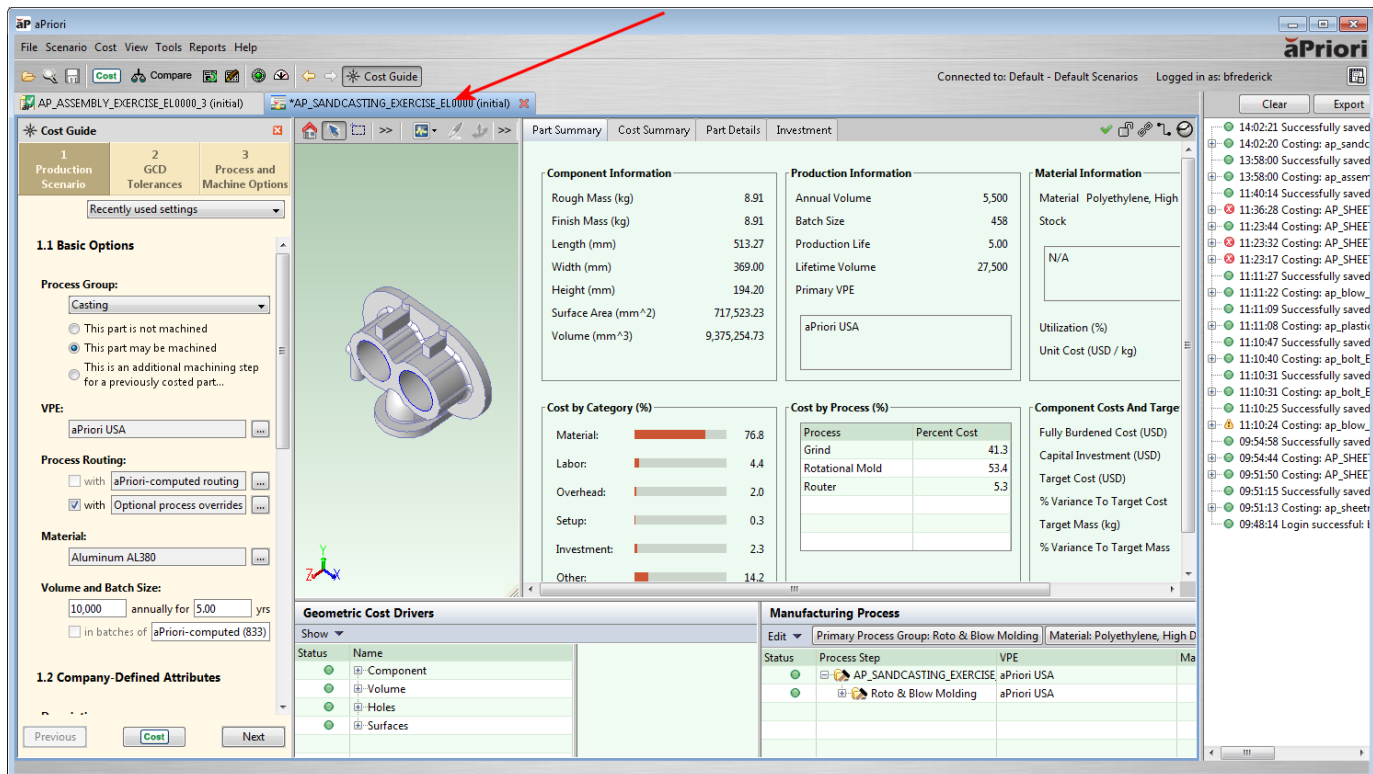 aP aPriori
File Scenario Cost View Tools Reports Help
ăPriori
Cost Compare Cost Guide Connected to: Default - Default Scenarios Logged in as: bfrederick
AP_ASSEMBLY_EXERCISE_EL0000_3 (initial) *AP_SANDCASTING_EXERCISE_EL0000 (initial)
Clear Export
Cost Guide
1 Production Scenario
2 GCD Tolerances
3 Process and Machine Options
Recently used settings
1.1 Basic Options
Process Group:
Casting
This part is not machined
This part may be machined
This is an additional machining step
for a previously costed part...
VPE:
aPriori USA ...
Process Routing:
with aPriori-computed routing ...
with Optional process overrides ...
Material:
Aluminum AL380 ...
Volume and Batch Size:
10,000 annually for 5.00 yrs
in batches of aPriori-computed (833)
1.2 Company-Defined Attributes
Previous Cost Next
>> >>
Y
Z X
Part Summary Cost Summary Part Details Investment
Component Information
Rough Mass (kg) 8.91
Finish Mass (kg) 8.91
Length (mm) 513.27
Width (mm) 369.00
Height (mm) 194.20
Surface Area (mm^2) 717,523.23
Volume (mm^3) 9,375,254.73
Production Information
Annual Volume 5,500
Batch Size 458
Production Life 5.00
Lifetime Volume 27,500
Primary VPE
aPriori USA
Material Information
Material Polyethylene, High
Stock
N/A
Utilization (%)
Unit Cost (USD / kg)
Cost by Category (%)
Material: 76.8
Labor: 4.4
Overhead: 2.0
Setup: 0.3
Investment: 2.3
Other: 14.2
Cost by Process (%)
Process Percent Cost
Grind 41.3
Rotational Mold 53.4
Router 5.3
Component Costs And Targe
Fully Burdened Cost (USD)
Capital Investment (USD)
Target Cost (USD)
% Variance To Target Cost
Target Mass (kg)
% Variance To Target Mass
Geometric Cost Drivers
Show
Status Name
Component
Volume
Holes
Surfaces
Manufacturing Process
Edit Primary Process Group: Roto & Blow Molding Material: Polyethylene, High D
Status Process Step VPE Ma
AP_SANDCASTING_EXERCISE aPriori USA
Roto & Blow Molding aPriori USA
14:02:21 Successfully saved
14:02:20 Costing: ap_sandc
13:58:00 Successfully saved
13:58:00 Costing: ap_assem
11:40:14 Successfully saved
11:36:28 Costing: AP_SHEE
11:23:44 Costing: AP_SHEE
11:23:32 Costing: AP_SHEE
11:23:17 Costing: AP_SHEE
11:11:27 Successfully saved
11:11:22 Costing: ap_blow_
11:11:09 Successfully saved
11:11:08 Costing: ap_plastic
11:10:47 Successfully saved
11:10:40 Costing: ap_bolt_E
11:10:31 Successfully saved
11:10:31 Costing: ap_bolt_E
11:10:25 Successfully saved
11:10:24 Costing: ap_blow_
09:54:58 Successfully saved
09:54:44 Costing: AP_SHEE
09:51:50 Costing: AP_SHEE
09:51:15 Successfully saved
09:51:13 Costing: ap_sheetr
09:48:14 Login successful: